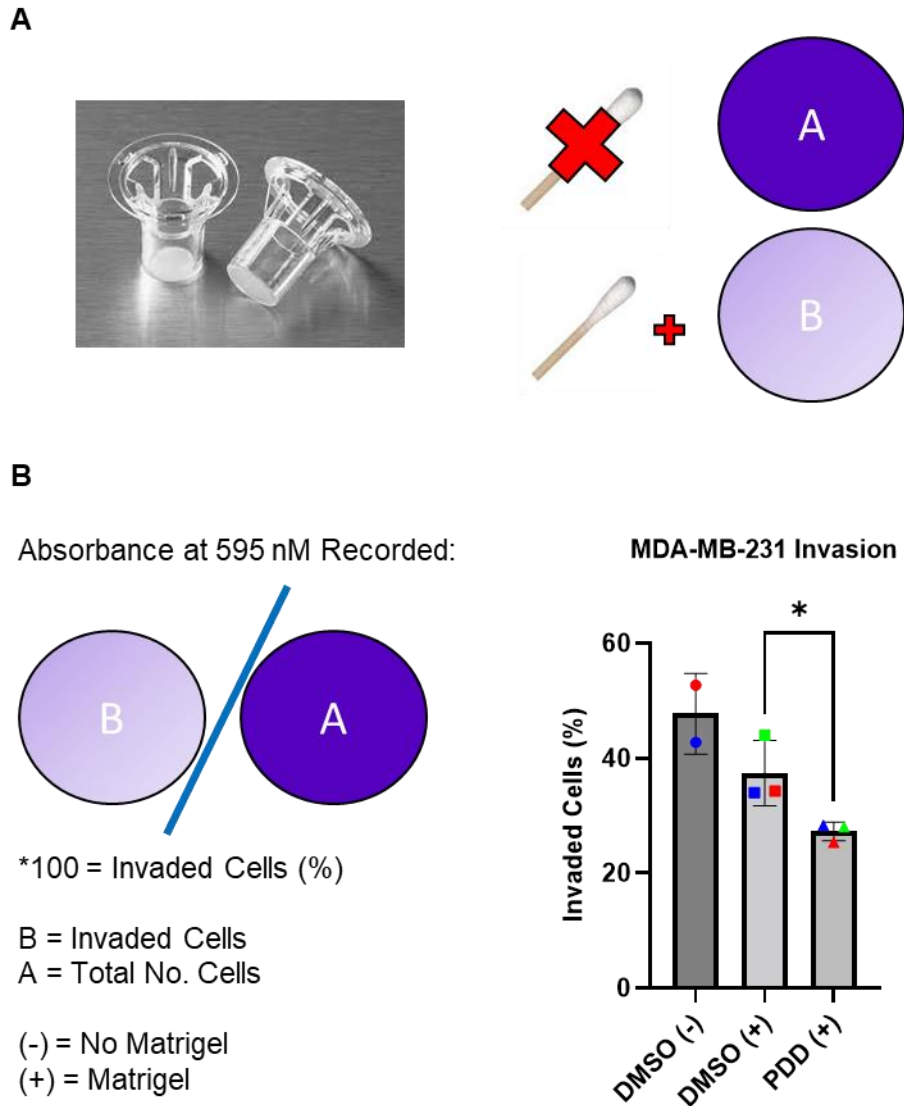 A
A
B
B
Absorbance at 595 nM Recorded:
B
A
*100 = Invaded Cells (%)
B = Invaded Cells
A = Total No. Cells
(-) = No Matrigel
(+) = Matrigel
MDA-MB-231 Invasion
*
Invaded Cells (%)
60
40
20
0
DMSO (-)
DMSO (+)
PDD (+)